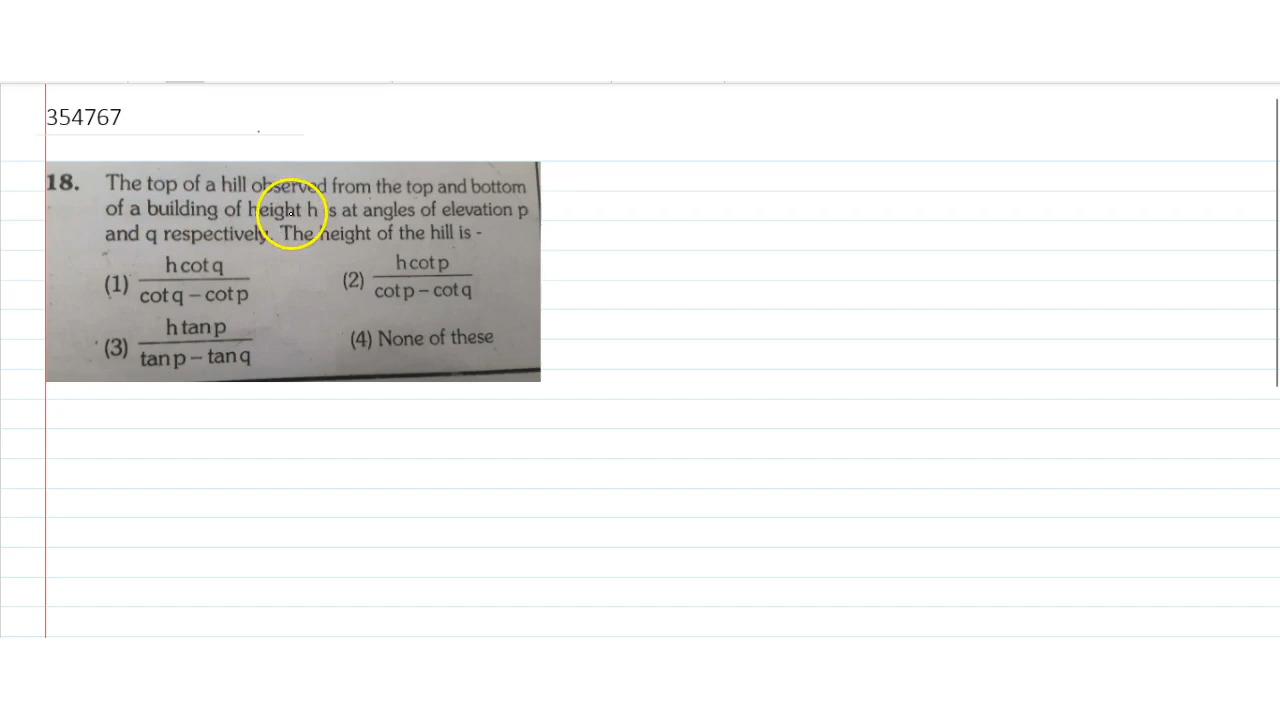 354767
18. The top of a hill observed from the top and bottom
of a building of height h is at angles of elevation p
and q respectively. The height of the hill is -
(1) h cot q / cot q – cot p (2) h cot p / cot p – cot q
(3) h tan p / tan p – tan q (4) None of these